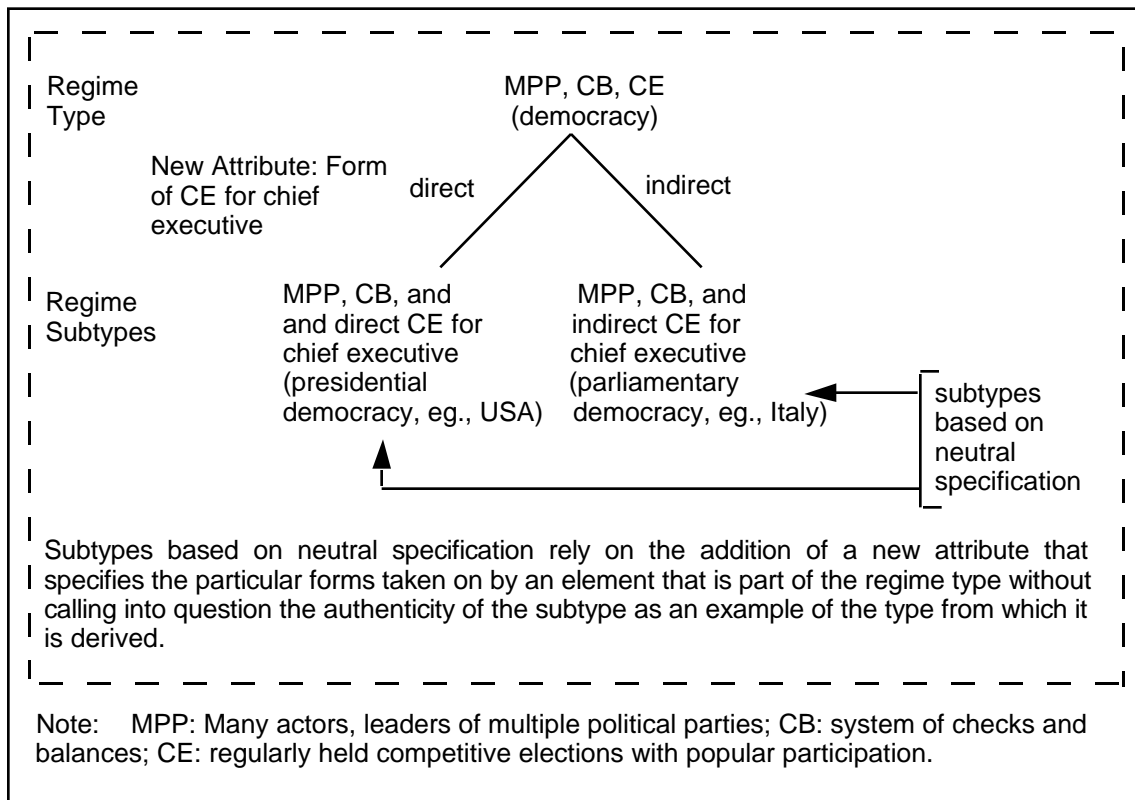 Regime
Type
MPP, CB, CE
(democracy)
New Attribute: Form
of CE for chief
executive
direct
indirect
Regime
Subtypes
MPP, CB, and
and direct CE for
chief executive
(presidential
democracy, eg., USA)
MPP, CB, and
indirect CE for
chief executive
(parliamentary
democracy, eg., Italy)
subtypes
based on
neutral
specification
Subtypes based on neutral specification rely on the addition of a new attribute that
specifies the particular forms taken on by an element that is part of the regime type without
calling into question the authenticity of the subtype as an example of the type from which it
is derived.
Note: MPP: Many actors, leaders of multiple political parties; CB: system of checks and
balances; CE: regularly held competitive elections with popular participation.